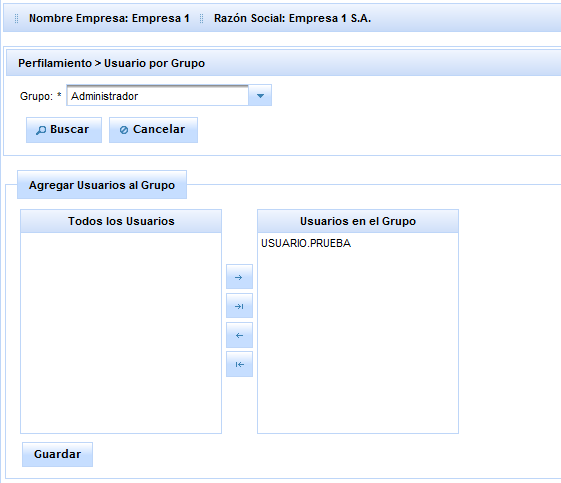 Nombre Empresa: Empresa 1 Razón Social: Empresa 1 S.A.
Perfilamiento > Usuario por Grupo
Grupo: * Administrador
Buscar Cancelar
Agregar Usuarios al Grupo
Todos los Usuarios Usuarios en el Grupo
USUARIO.PRUEBA
Guardar